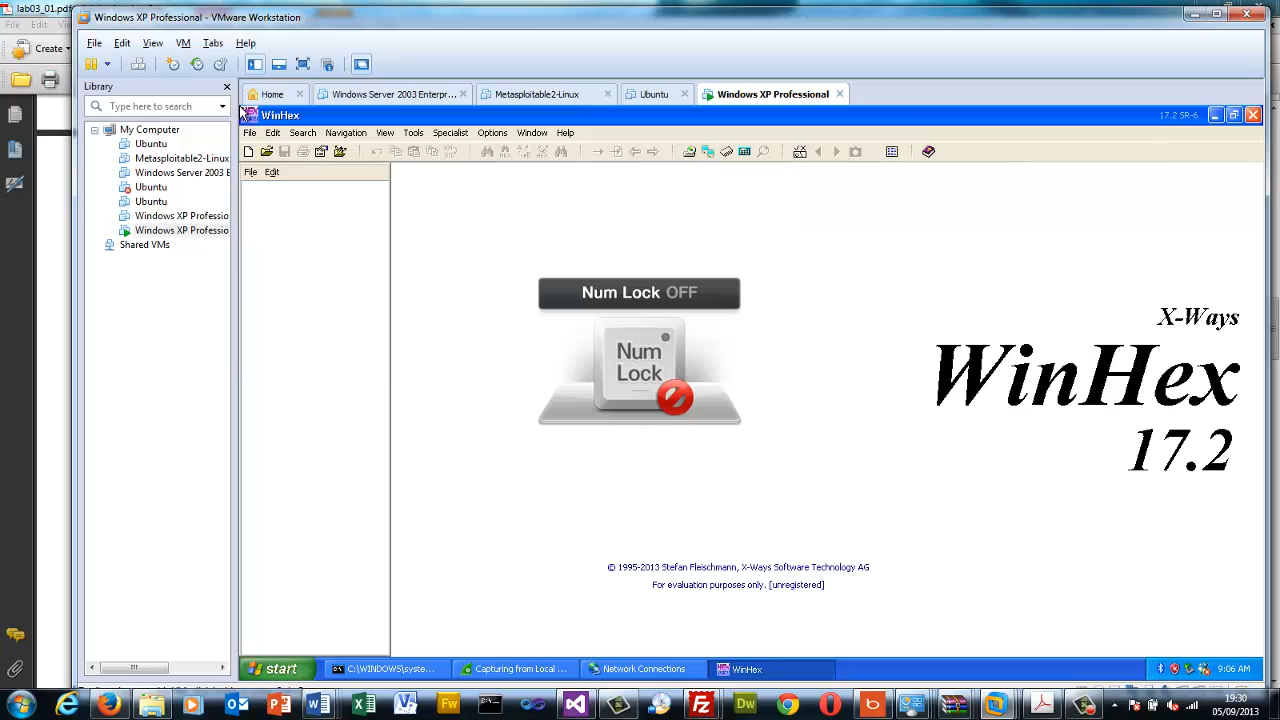 lab03_01.pdf
Windows XP Professional - VMware Workstation
File Edit
File Edit View VM Tabs Help
Create
Library
Type here to search
Home
Windows Server 2003 Enterpr...
Metasploitable2-Linux
Ubuntu
Windows XP Professional
My Computer
Ubuntu
Metasploitable2-Linux
Windows Server 2003 E
Ubuntu
Ubuntu
Windows XP Professio
Windows XP Professio
Shared VMs
WinHex
17.2 SR-6
File Edit Search Navigation View Tools Specialist Options Window Help
File Edit
Num Lock OFF
Num
Lock
X-Ways
WinHex
17.2
© 1995-2013 Stefan Fleischmann, X-Ways Software Technology AG
For evaluation purposes only. [unregistered]
start
C:\WINDOWS\syste...
Capturing from Local ...
Network Connections
WinHex
9:06 AM
19:30
05/09/2013